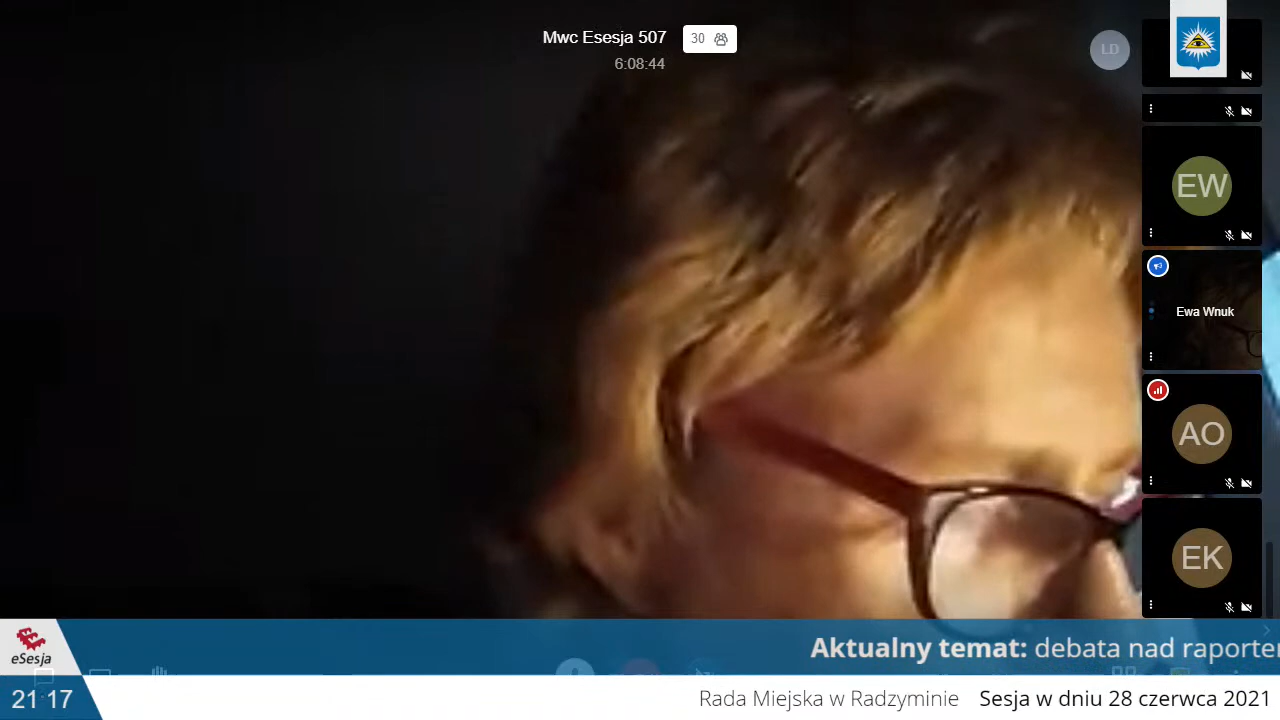 Mwc Esesja 507
30
6:08:44
LD
EW
Ewa Wnuk
AO
EK
eSesja
Aktualny temat: debata nad raporte
21 17
Rada Miejska w Radzyminie Sesja w dniu 28 czerwca 2021